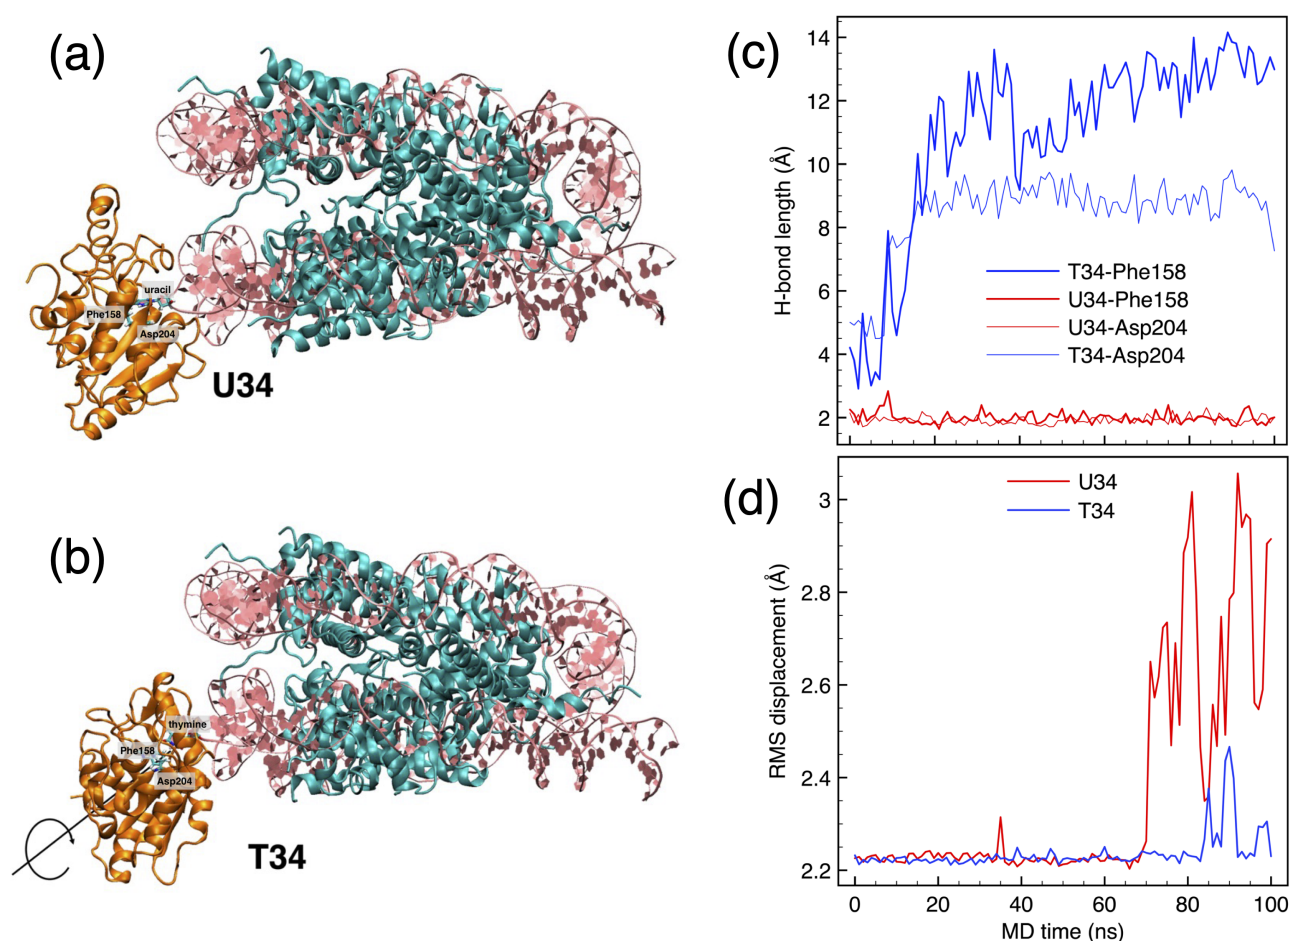 (a)
uracil
Phe158
Asp204
U34
(b)
thymine
Phe158
Asp204
T34
(c)
H-bond length (Å)
14
12
10
8
6
4
2
T34-Phe158
U34-Phe158
U34-Asp204
T34-Asp204
(d)
RMS displacement (Å)
3
2.8
2.6
2.4
2.2
U34
T34
0 20 40 60 80 100
MD time (ns)